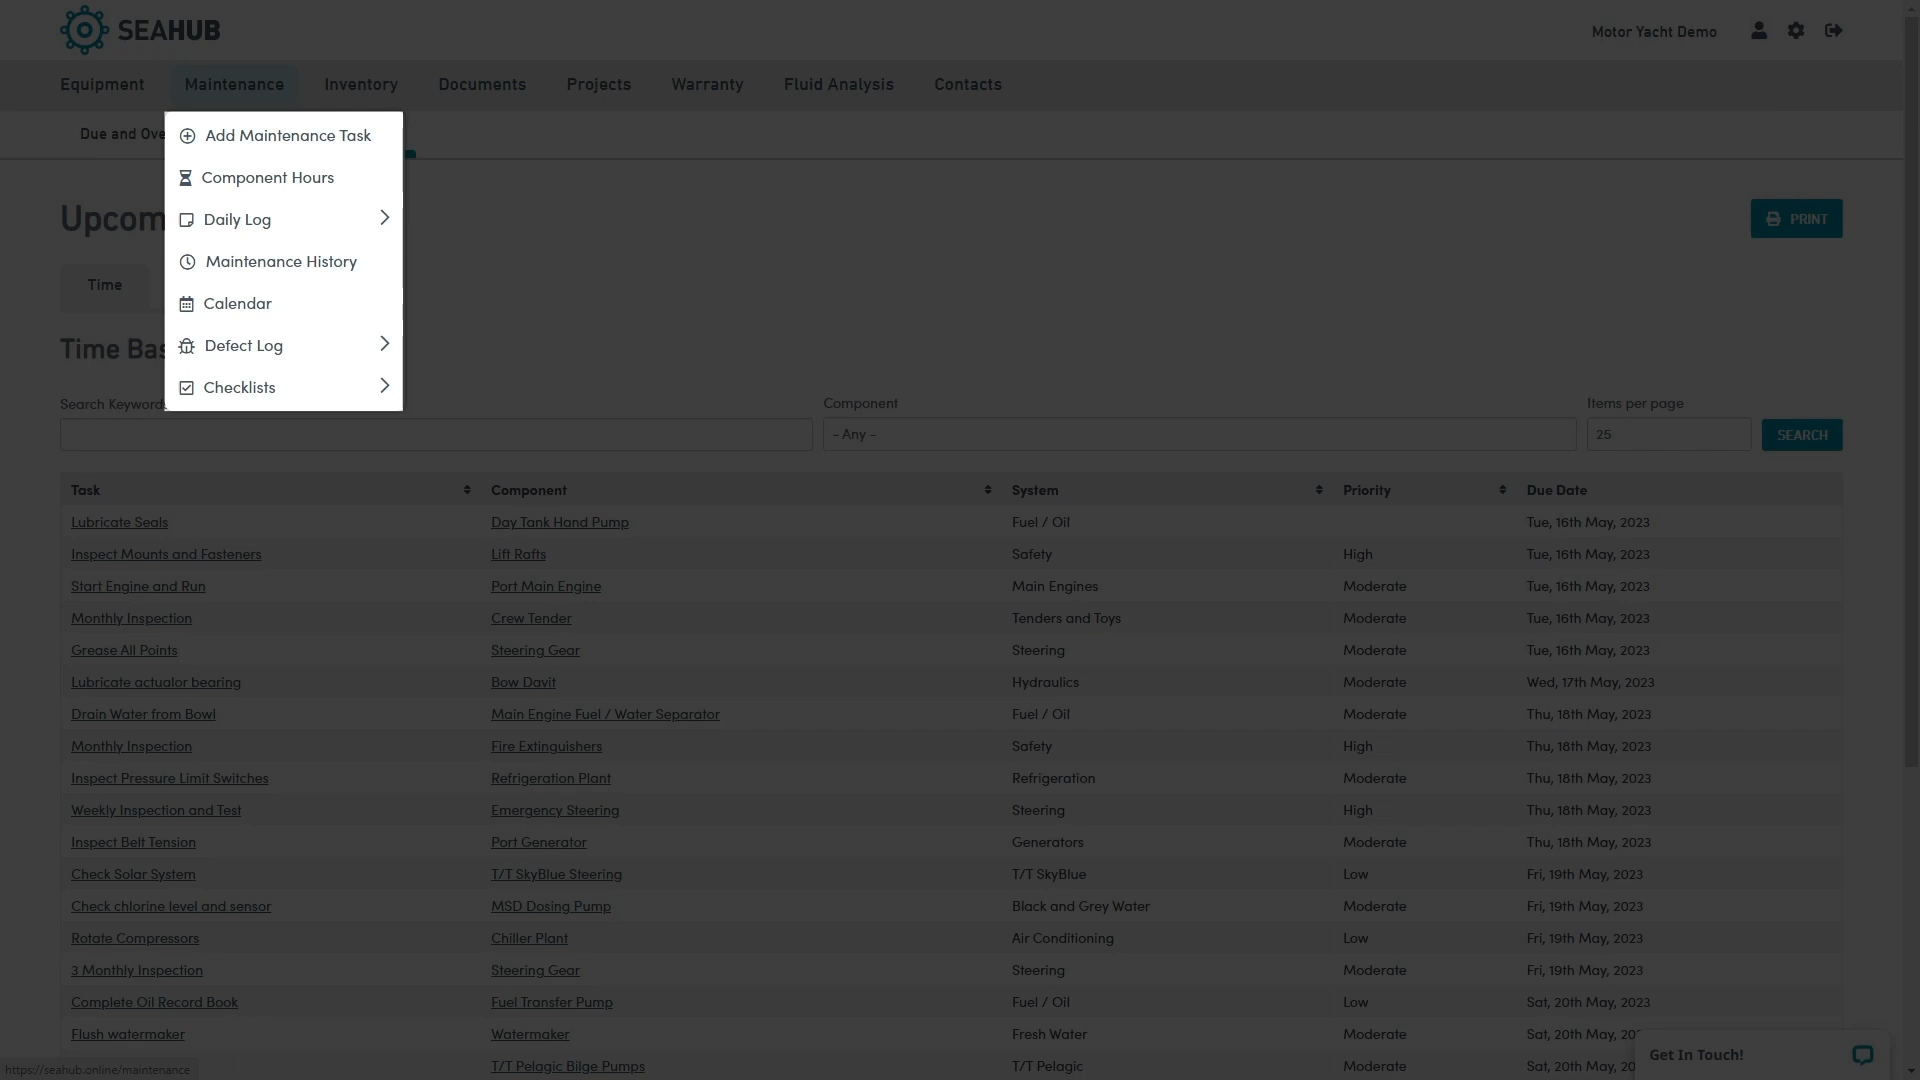 SEAHUB
Motor Yacht Demo
Equipment Maintenance Inventory Documents Projects Warranty Fluid Analysis Contacts
Due and Ove
Add Maintenance Task
Component Hours
Daily Log
Maintenance History
Calendar
Defect Log
Checklists
Upcom
PRINT
Time
Time Bas
Search Keywords
Component
Items per page
- Any -
25
SEARCH
Task Component System Priority Due Date
Lubricate Seals Day Tank Hand Pump Fuel / Oil Tue, 16th May, 2023
Inspect Mounts and Fasteners Lift Rafts Safety High Tue, 16th May, 2023
Start Engine and Run Port Main Engine Main Engines Moderate Tue, 16th May, 2023
Monthly Inspection Crew Tender Tenders and Toys Moderate Tue, 16th May, 2023
Grease All Points Steering Gear Steering Moderate Tue, 16th May, 2023
Lubricate actualor bearing Bow Davit Hydraulics Moderate Wed, 17th May, 2023
Drain Water from Bowl Main Engine Fuel / Water Separator Fuel / Oil Moderate Thu, 18th May, 2023
Monthly Inspection Fire Extinguishers Safety High Thu, 18th May, 2023
Inspect Pressure Limit Switches Refrigeration Plant Refrigeration Moderate Thu, 18th May, 2023
Weekly Inspection and Test Emergency Steering Steering High Thu, 18th May, 2023
Inspect Belt Tension Port Generator Generators Moderate Thu, 18th May, 2023
Check Solar System T/T SkyBlue Steering T/T SkyBlue Low Fri, 19th May, 2023
Check chlorine level and sensor MSD Dosing Pump Black and Grey Water Moderate Fri, 19th May, 2023
Rotate Compressors Chiller Plant Air Conditioning Low Fri, 19th May, 2023
3 Monthly Inspection Steering Gear Steering Moderate Fri, 19th May, 2023
Complete Oil Record Book Fuel Transfer Pump Fuel / Oil Low Sat, 20th May, 2023
Flush watermaker Watermaker Fresh Water Moderate Sat, 20th May, 20
T/T Pelagic Bilge Pumps T/T Pelagic Moderate Sat, 20th May, 20
Get In Touch!
https://seahub.online/maintenance